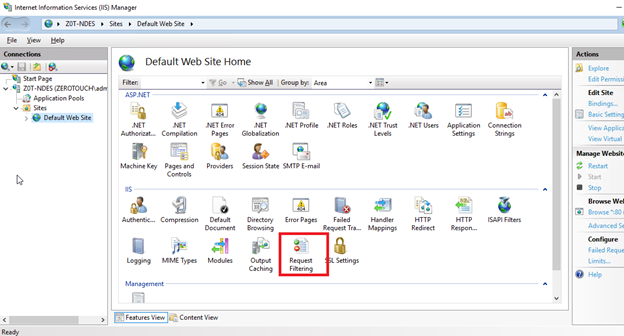 Internet Information Services (IIS) Manager
Z0T-NDES Sites Default Web Site
File View Help
Connections
Start Page
Z0T-NDES (ZEROTOUCH\adm
Application Pools
Sites
Default Web Site
Default Web Site Home
Filter: Go Show All Group by: Area
ASP.NET
.NET Authorizat... .NET Compilation .NET Error Pages .NET Globalization .NET Profile .NET Roles .NET Trust Levels .NET Users Application Settings Connection Strings
Machine Key Pages and Controls Providers Session State SMTP E-mail
IIS
Authentic... Compression Default Document Directory Browsing Error Pages Failed Request Tra... Handler Mappings HTTP Redirect HTTP Respon... ISAPI Filters
Logging MIME Types Modules Output Caching Request Filtering SSL Settings
Management
Features View Content View
Ready
Actions
Explore
Edit Permis
Edit Site
Bindings...
Basic Setting
View Applic
View Virtual
Manage Websit
Restart
Start
Stop
Browse Web
Browse *:80
Advanced Se
Configure
Failed Reque
Limits...
Help